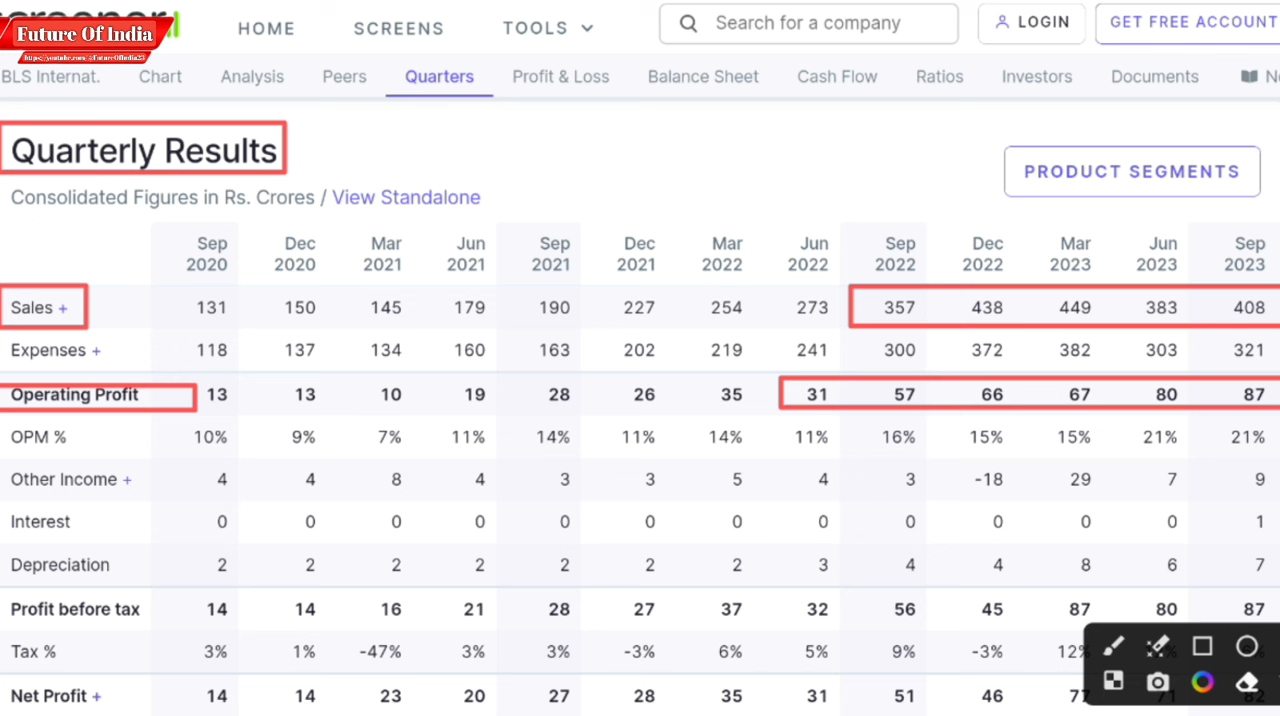 Future Of India
https://youtube.com/@FutureOfIndia23
HOME SCREENS TOOLS Search for a company LOGIN GET FREE ACCOUNT
BLS Internat. Chart Analysis Peers Quarters Profit & Loss Balance Sheet Cash Flow Ratios Investors Documents
Quarterly Results
PRODUCT SEGMENTS
Consolidated Figures in Rs. Crores / View Standalone
Sep Dec Mar Jun Sep Dec Mar Jun Sep Dec Mar Jun Sep
2020 2020 2021 2021 2021 2021 2022 2022 2022 2022 2023 2023 2023
Sales + 131 150 145 179 190 227 254 273 357 438 449 383 408
Expenses + 118 137 134 160 163 202 219 241 300 372 382 303 321
Operating Profit 13 13 10 19 28 26 35 31 57 66 67 80 87
OPM % 10% 9% 7% 11% 14% 11% 14% 11% 16% 15% 15% 21% 21%
Other Income + 4 4 8 4 3 3 5 4 3 -18 29 7 9
Interest 0 0 0 0 0 0 0 0 0 0 0 0 1
Depreciation 2 2 2 2 2 2 2 3 4 4 8 6 7
Profit before tax 14 14 16 21 28 27 37 32 56 45 87 80 87
Tax % 3% 1% -47% 3% 3% -3% 6% 5% 9% -3% 12%
Net Profit + 14 14 23 20 27 28 35 31 51 46 77 71 82